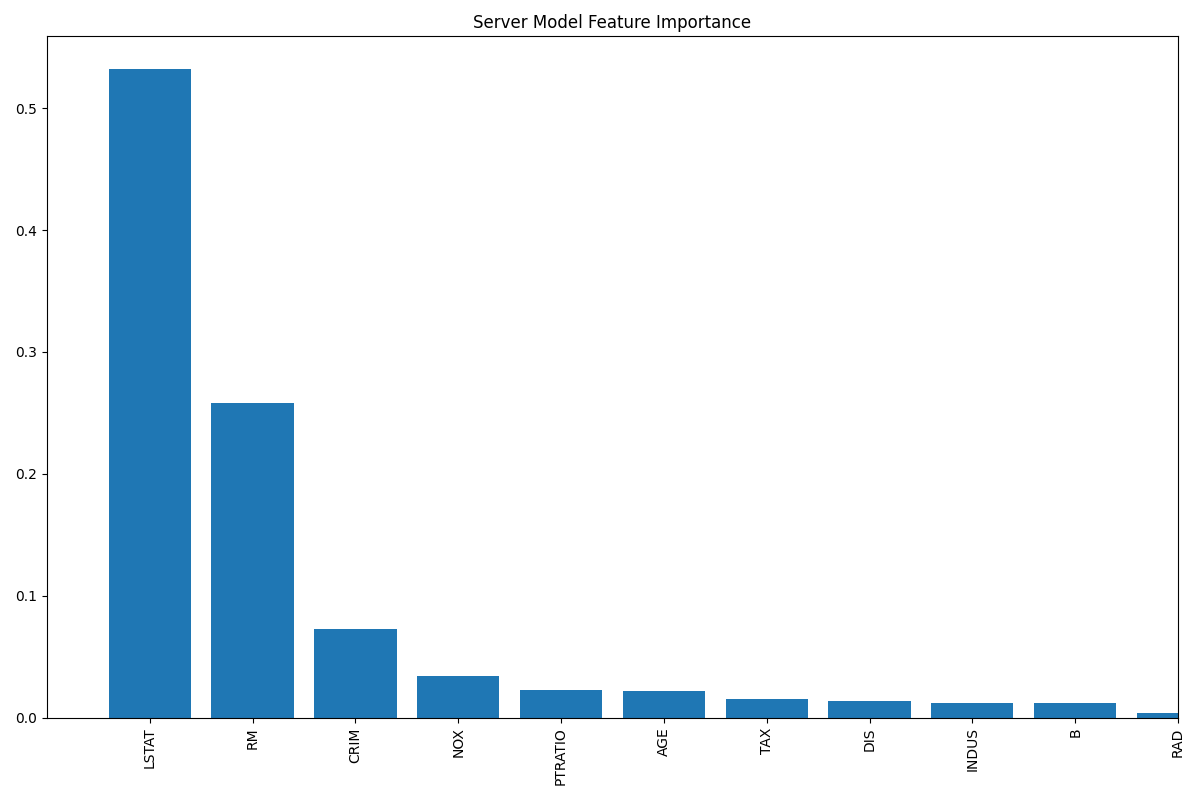 Server Model Feature Importance
0.5
0.4
0.3
0.2
0.1
0.0
LSTAT
RM
CRIM
NOX
PTRATIO
AGE
TAX
DIS
INDUS
B
RAD